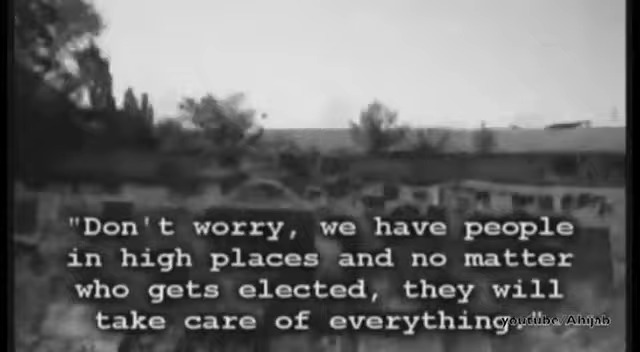 "Don't worry, we have people
in high places and no matter
who gets elected, they will
take care of everything."
youtube/Ahijab